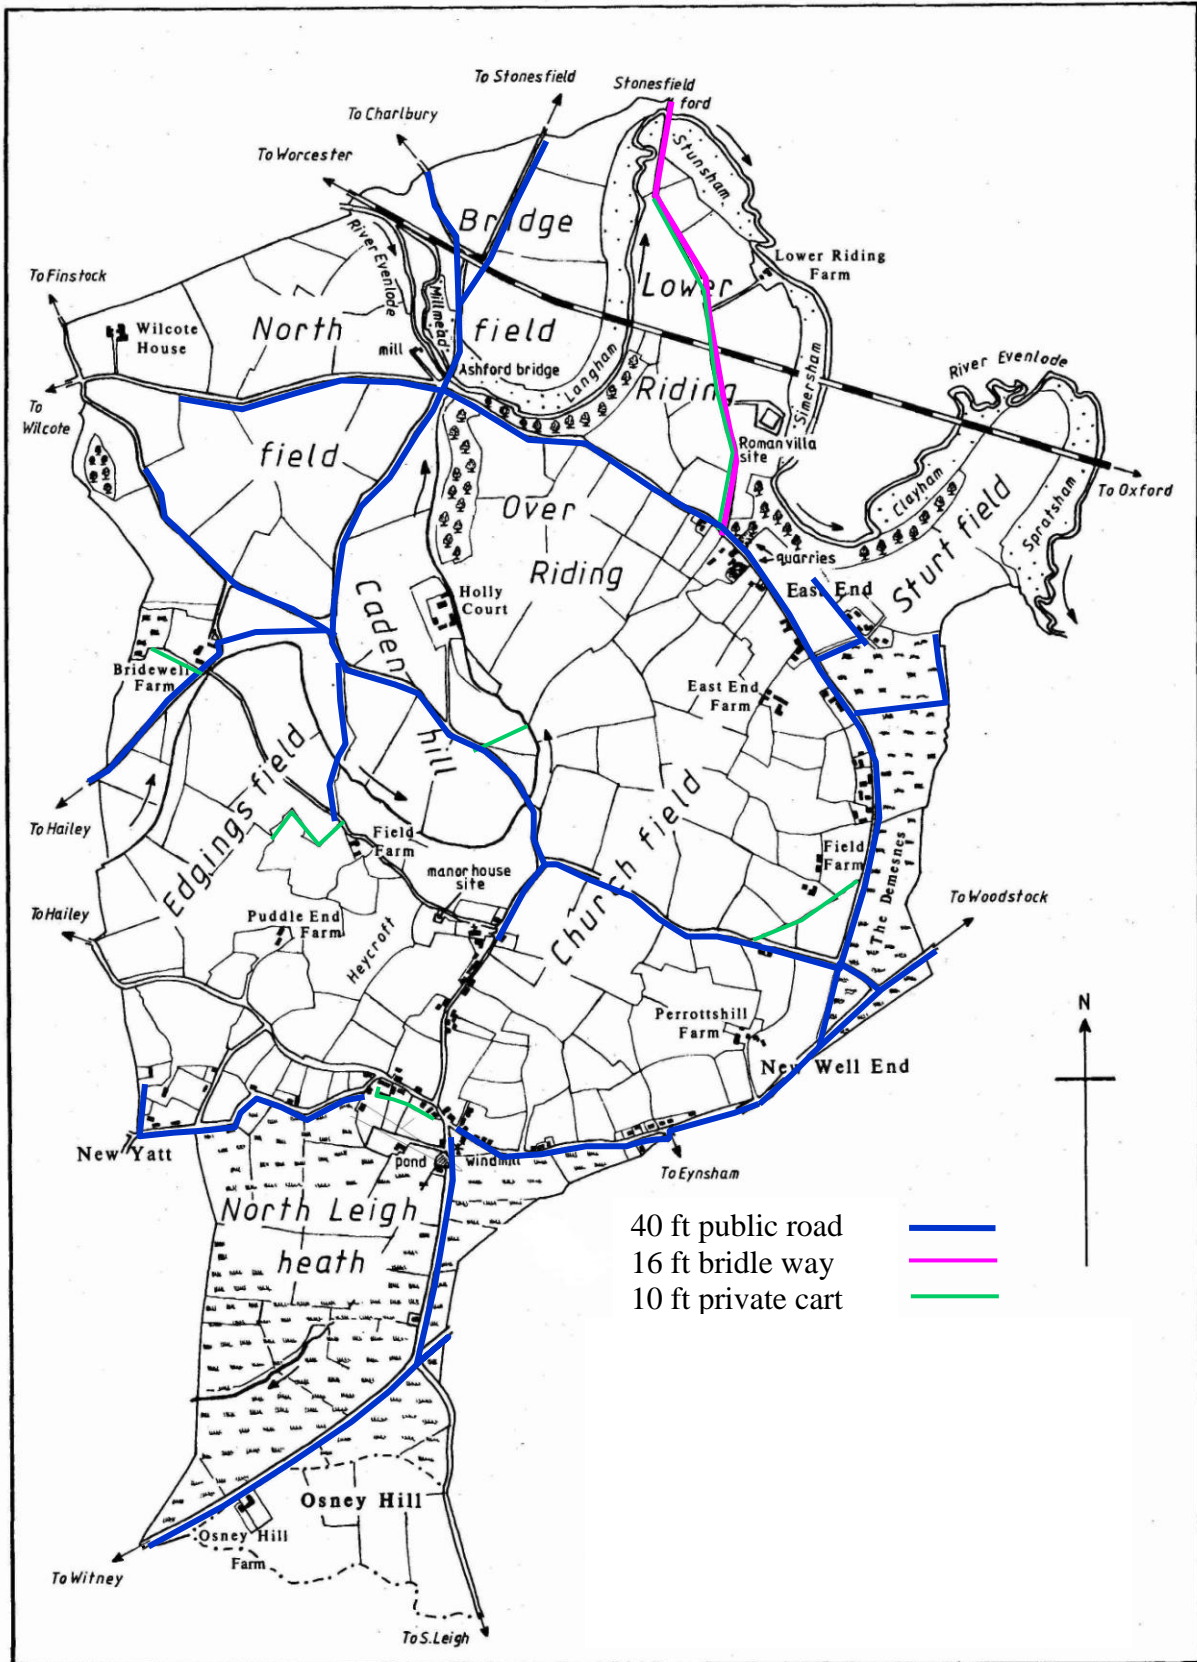 To Stonesfield
Stonesfield
ford
To Charlbury
To Worcester
Stunsham
Bridge
River Evenlode
Lower Riding
Farm
To Finstock
Lower
Millmead
North
Wilcote
House
field
mill
Ashford bridge
Langham
Simersham
River Evenlode
Riding
To
Wilcote
field
Roman villa
site
To Oxford
Clayham
Spratsham
Over
Sturt field
quarries
Riding
East End
Holly
Court
Caden
hill
Bridewell
Farm
East End
Farm
Edgings field
Church field
To Hailey
Field
Farm
Field
Farm
manor house
site
The Demesnes
To Woodstock
To Hailey
Puddle End
Farm
Heycroft
N
Perrottshill
Farm
New Well End
New Yatt
pond
windmill
To Eynsham
North Leigh
heath
40 ft public road
16 ft bridle way
10 ft private cart
Osney Hill
Osney Hill
Farm
To Witney
To S.Leigh